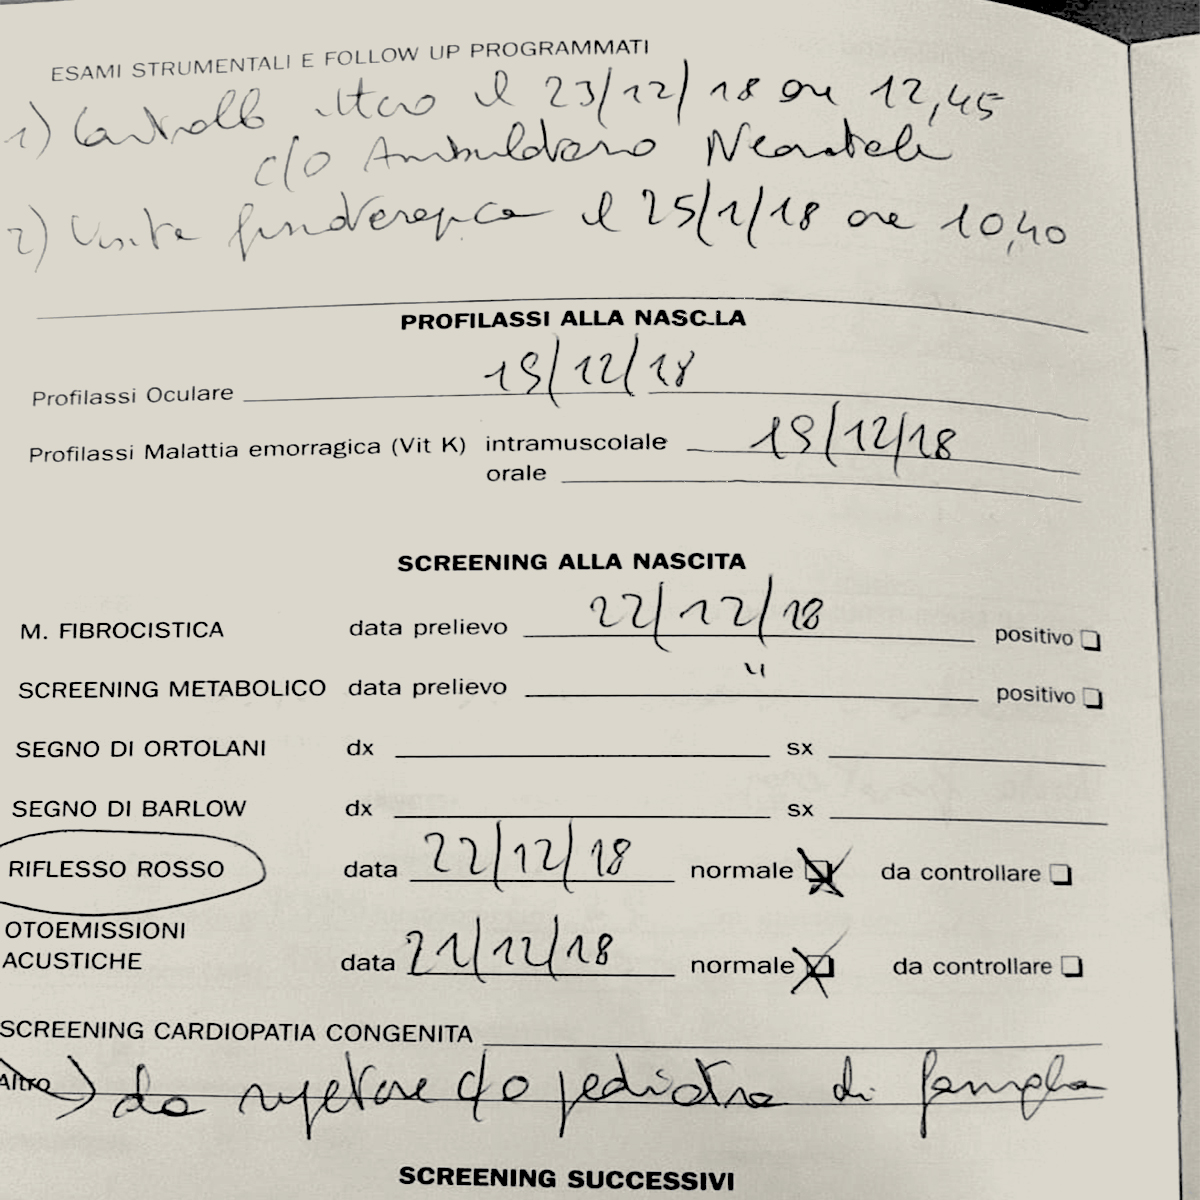 ESAMI STRUMENTALI E FOLLOW UP PROGRAMMATI
1) Controllo ittero il 23/12/18 ore 12,45
c/o Ambulatorio Neonatale
2) Visita fisioterapica il 25/1/18 ore 10,40
PROFILASSI ALLA NASCLA
Profilassi Oculare 19/12/18
Profilassi Malattia emorragica (Vit K) intramuscolale 19/12/18
orale
SCREENING ALLA NASCITA
M. FIBROCISTICA data prelievo 22/12/18 positivo
SCREENING METABOLICO data prelievo " positivo
SEGNO DI ORTOLANI dx sx
SEGNO DI BARLOW dx sx
RIFLESSO ROSSO data 22/12/18 normale da controllare
OTOEMISSIONI
ACUSTICHE data 21/12/18 normale da controllare
SCREENING CARDIOPATIA CONGENITA
Altro da ripetere c/o pediatra di famiglia
SCREENING SUCCESSIVI